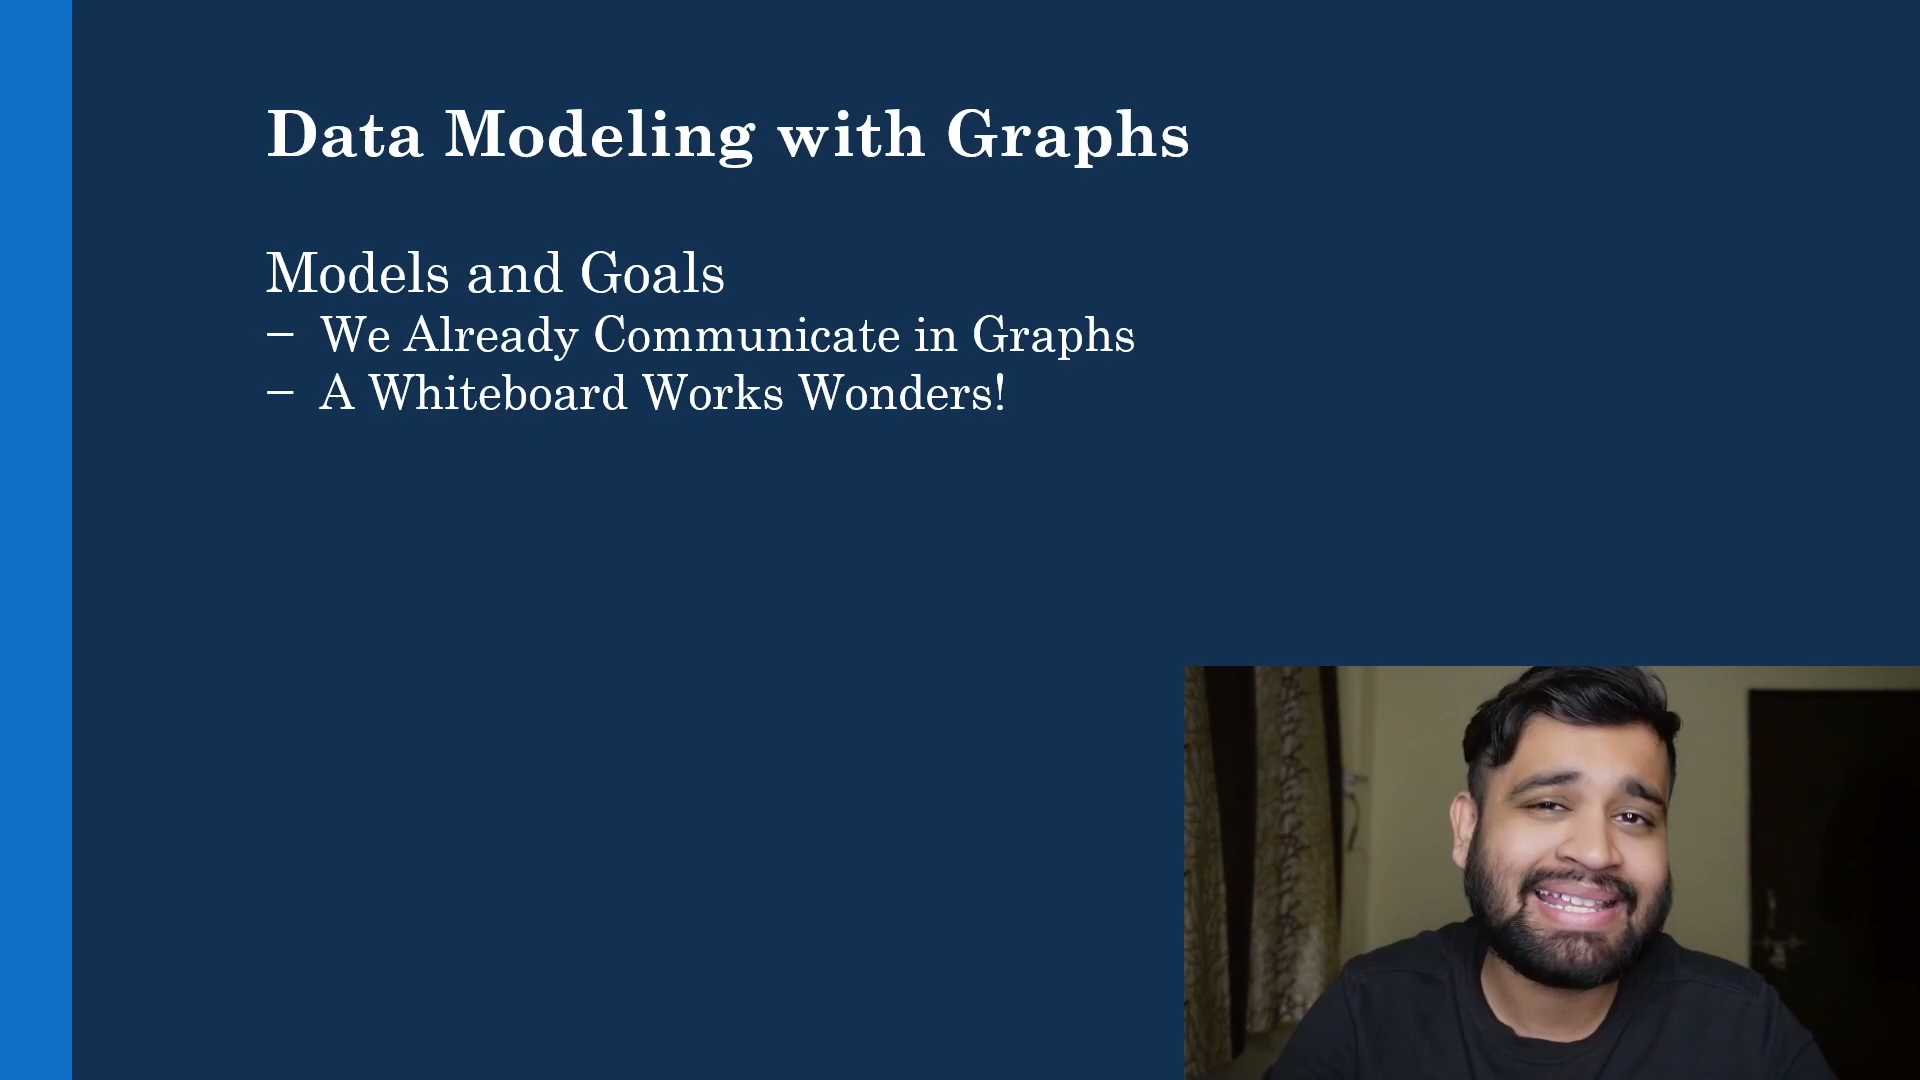 Data Modeling with Graphs
Models and Goals
– We Already Communicate in Graphs
– A Whiteboard Works Wonders!